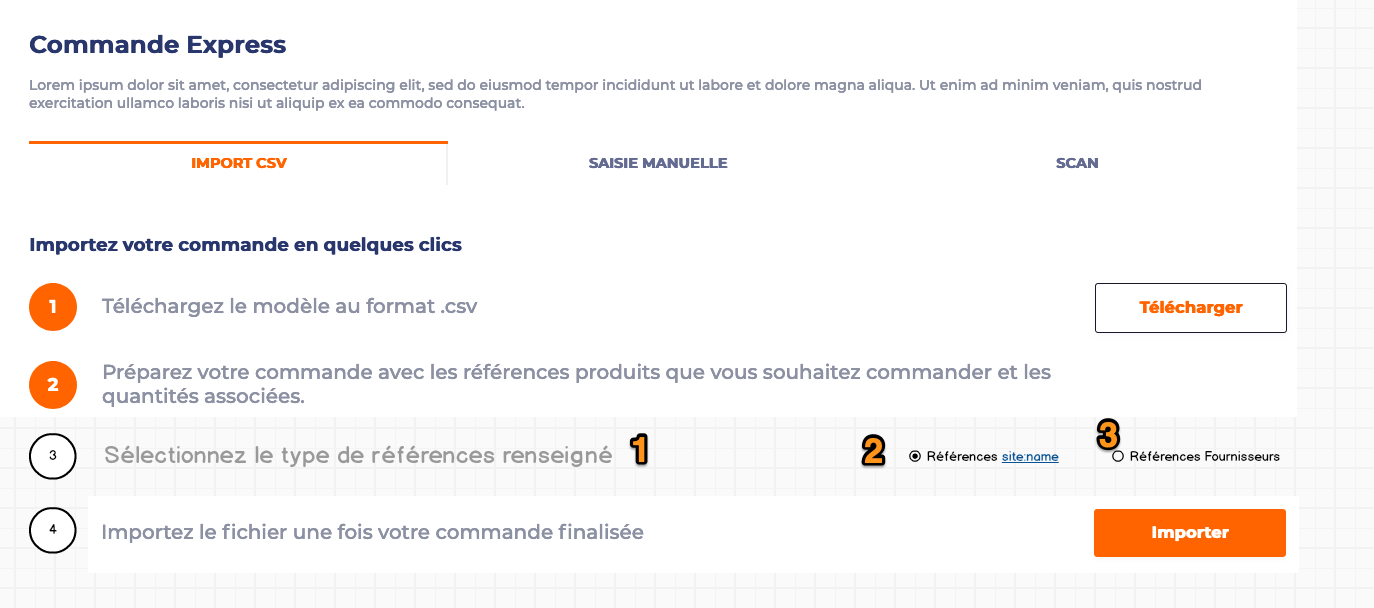 Commande Express
Lorem ipsum dolor sit amet, consectetur adipiscing elit, sed do eiusmod tempor incididunt ut labore et dolore magna aliqua. Ut enim ad minim veniam, quis nostrud
exercitation ullamco laboris nisi ut aliquip ex ea commodo consequat.
IMPORT CSV
SAISIE MANUELLE
SCAN
Importez votre commande en quelques clics
1 Téléchargez le modèle au format .csv
Télécharger
2 Préparez votre commande avec les références produits que vous souhaitez commander et les
quantités associées.
3 Sélectionnez le type de références renseigné 1
2 Références site:name
3 Références Fournisseurs
4 Importez le fichier une fois votre commande finalisée
Importer